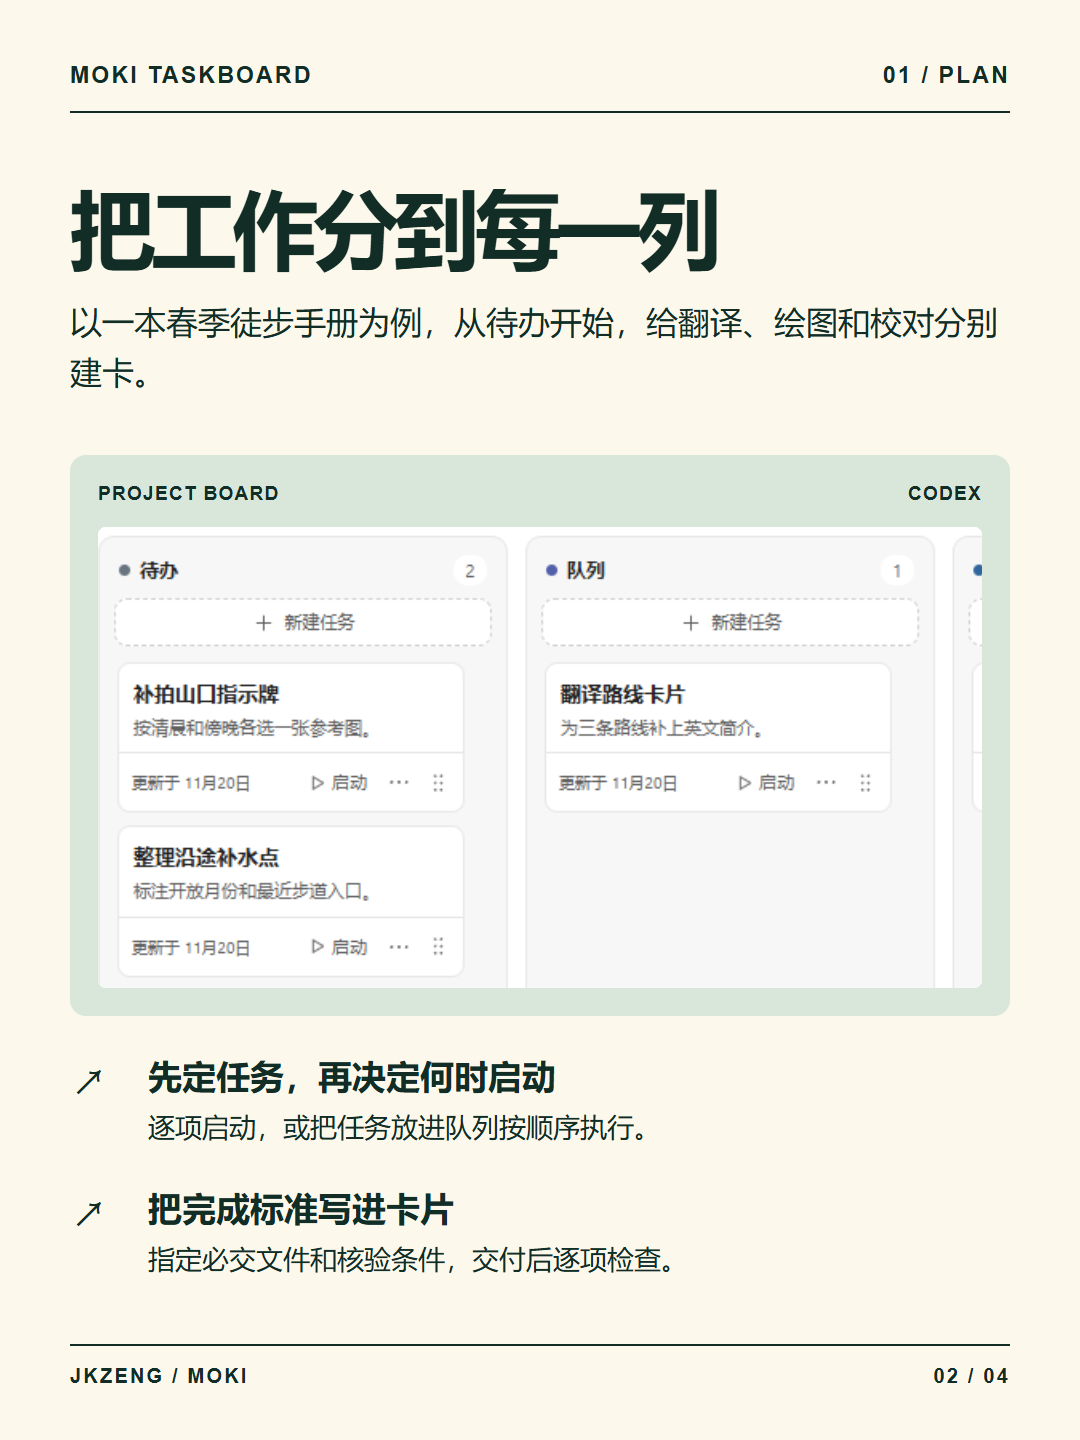 MOKI TASKBOARD
01 / PLAN
把工作分到每一列
以一本春季徒步手册为例，从待办开始，给翻译、绘图和校对分别
建卡。
PROJECT BOARD
CODEX
待办
2
+ 新建任务
补拍山口指示牌
按清晨和傍晚各选一张参考图。
更新于 11月20日
启动
整理沿途补水点
标注开放月份和最近步道入口。
更新于 11月20日
启动
队列
1
+ 新建任务
翻译路线卡片
为三条路线补上英文简介。
更新于 11月20日
启动
先定任务，再决定何时启动
逐项启动，或把任务放进队列按顺序执行。
把完成标准写进卡片
指定必交文件和核验条件，交付后逐项检查。
JKZENG / MOKI
02 / 04